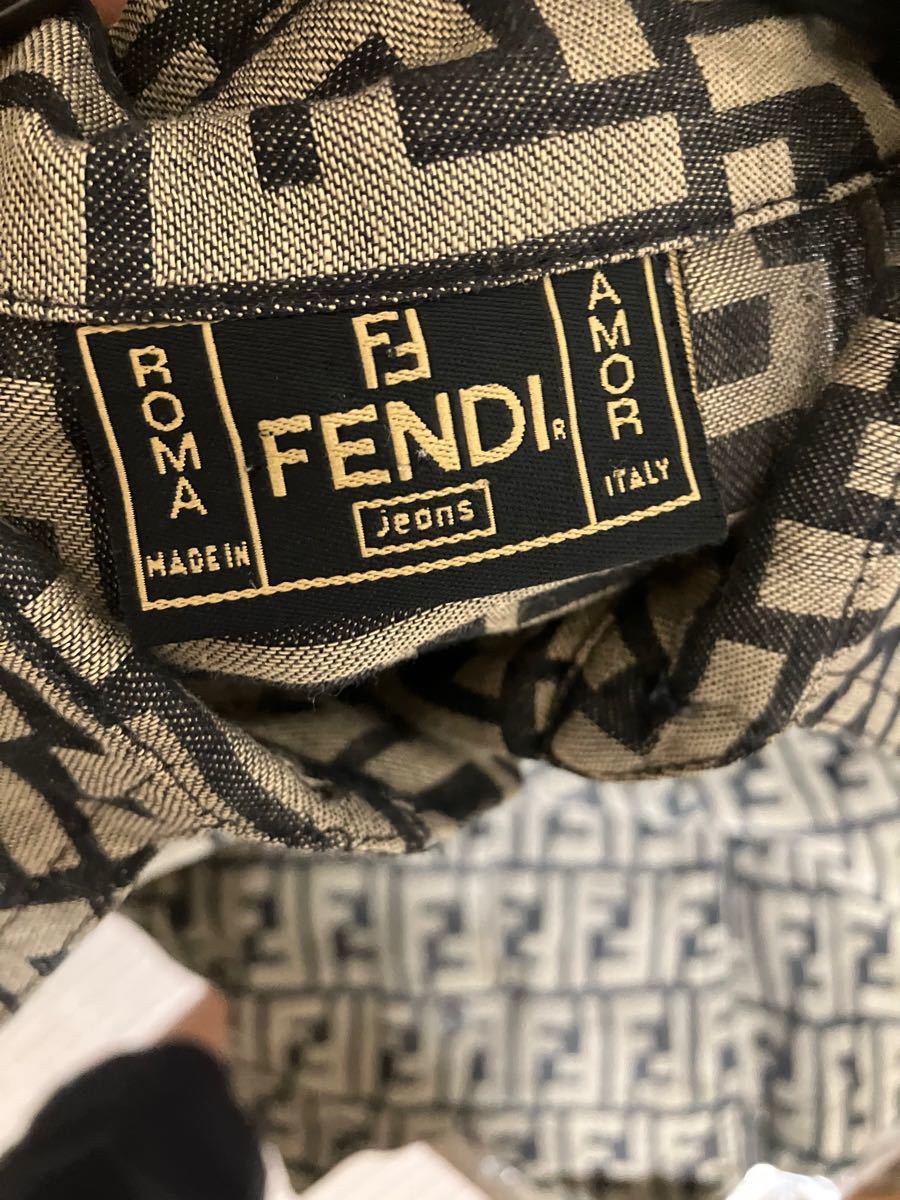 ROMA
MADE IN
FF
FENDI®
jeans
AMOR
ITALY